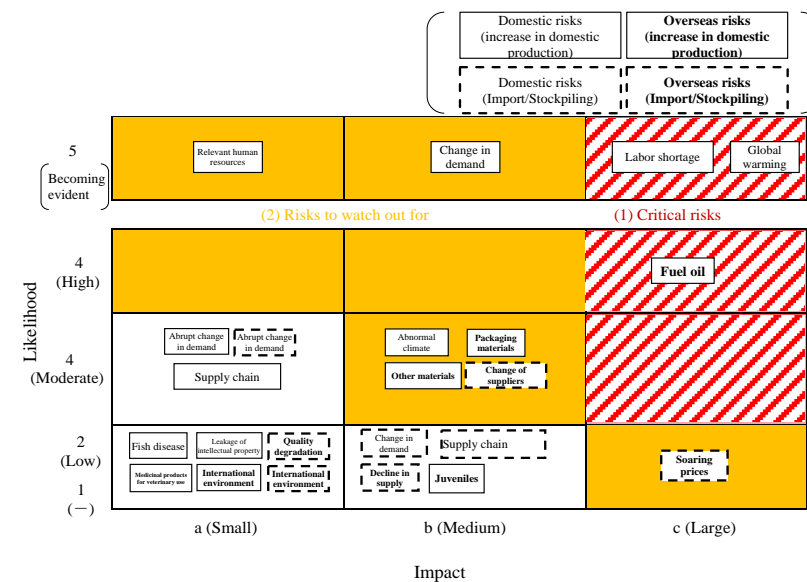 Domestic risks
(increase in domestic
production)
Overseas risks
(increase in domestic
production)
Domestic risks
(Import/Stockpiling)
Overseas risks
(Import/Stockpiling)
5
Becoming
evident
Relevant human
resources
Change in
demand
Labor shortage
Global
warming
(2) Risks to watch out for
(1) Critical risks
Likelihood
4
(High)
Fuel oil
4
(Moderate)
Abrupt change
in demand
Abrupt change
in demand
Supply chain
Abnormal
climate
Packaging
materials
Other materials
Change of
suppliers
2
(Low)
1
(－)
Fish disease
Leakage of
intellectual property
Quality
degradation
Medicinal products
for veterinary use
International
environment
International
environment
Change in
demand
Supply chain
Decline in
supply
Juveniles
Soaring
prices
a (Small)
b (Medium)
c (Large)
Impact